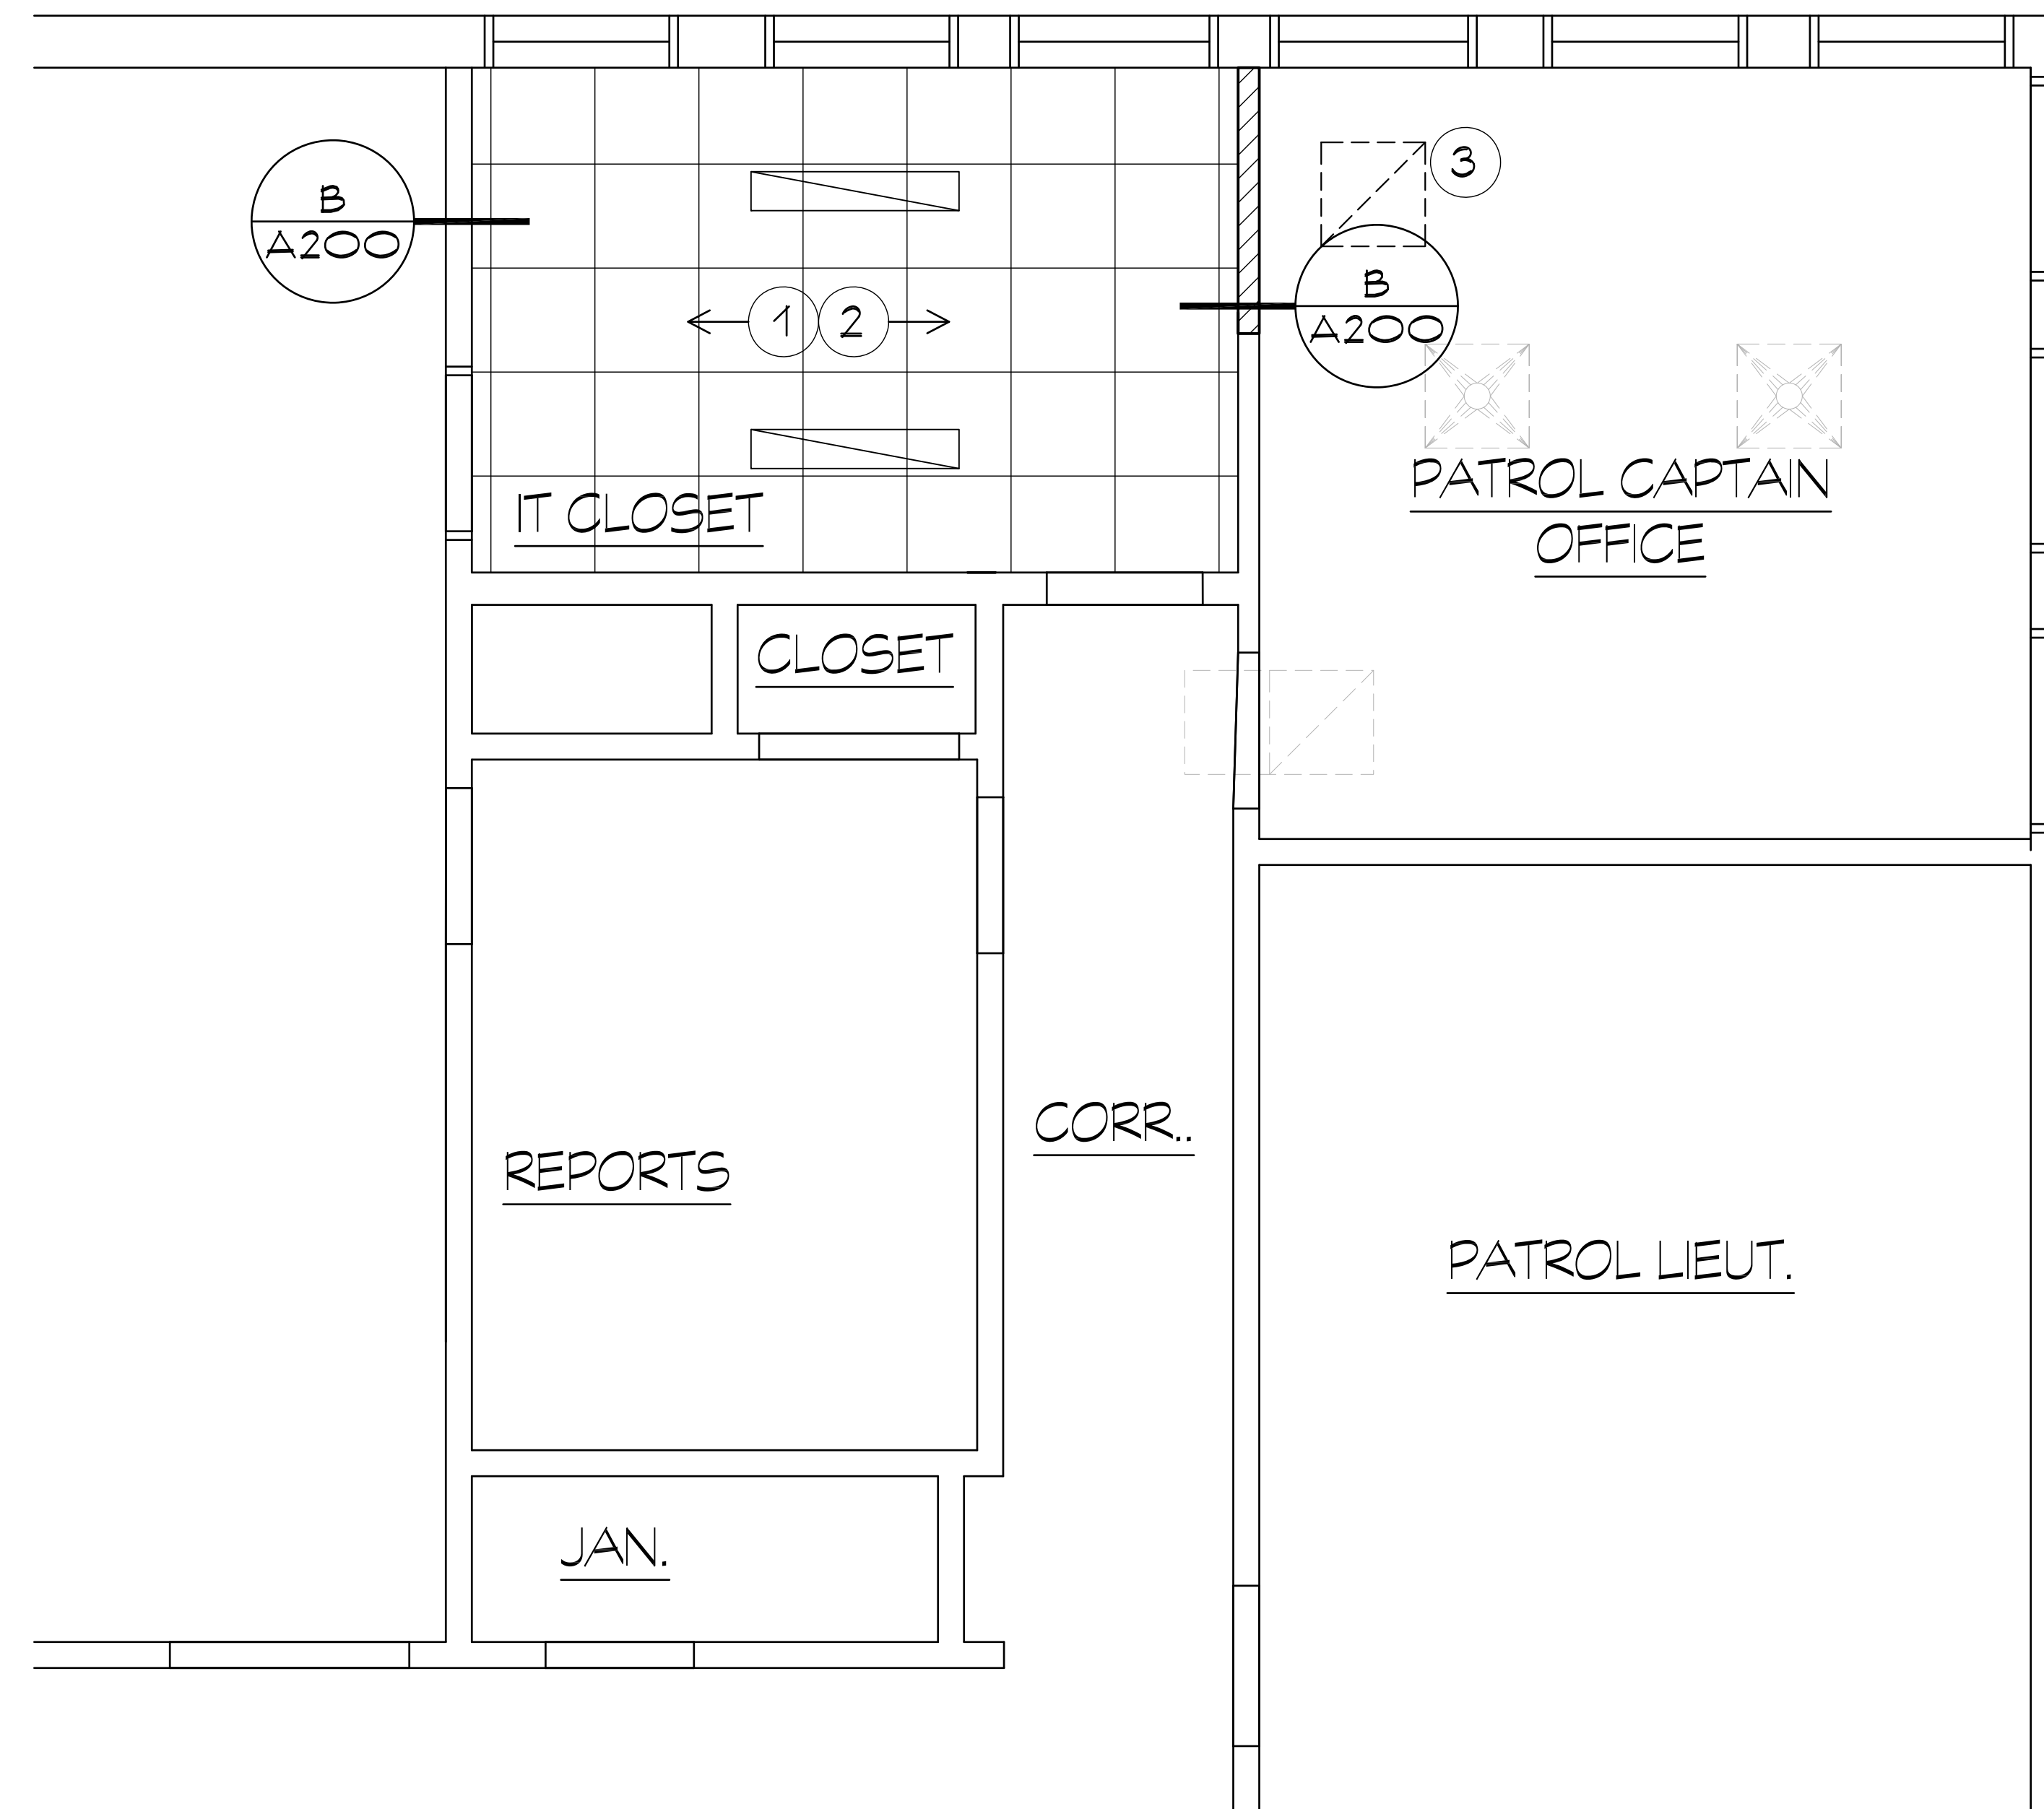 B
A200
3
B
A200
1 2
PATROL CAPTAIN
OFFICE
IT CLOSET
CLOSET
CORR..
REPORTS
PATROL LIEUT.
JAN.